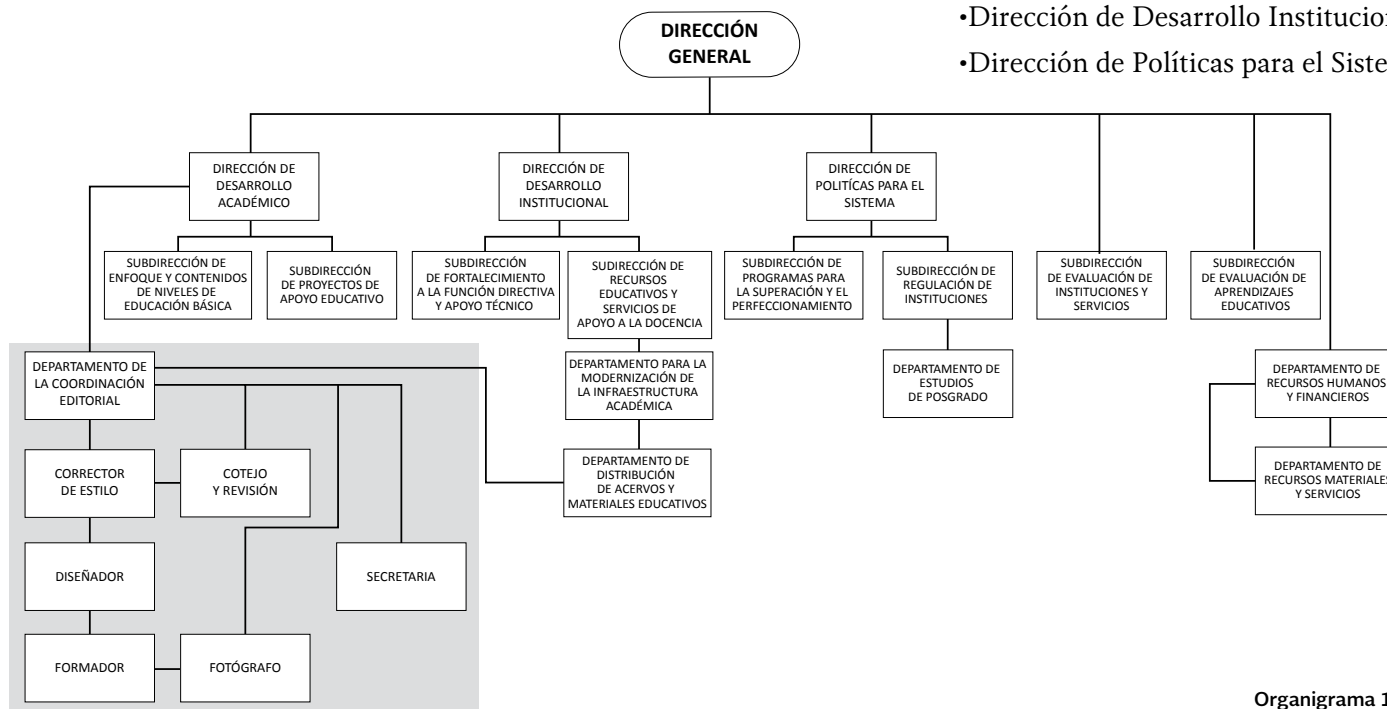 •Dirección de Desarrollo Institucion
•Dirección de Políticas para el Siste
DIRECCIÓN
GENERAL
DIRECCIÓN DE
DESARROLLO
ACADÉMICO
DIRECCIÓN DE
DESARROLLO
INSTITUCIONAL
DIRECCIÓN DE
POLITÍCAS PARA EL
SISTEMA
SUBDIRECCIÓN DE
ENFOQUE Y CONTENIDOS
DE NIVELES DE
EDUCACIÓN BÁSICA
SUBDIRECCIÓN
DE PROYECTOS DE
APOYO EDUCATIVO
SUBDIRECCIÓN
DE FORTALECIMIENTO
A LA FUNCIÓN DIRECTIVA
Y APOYO TÉCNICO
SUDIRECCIÓN DE
RECURSOS
EDUCATIVOS Y
SERVICIOS DE
APOYO A LA DOCENCIA
SUBDIRECCIÓN DE
PROGRAMAS PARA
LA SUPERACIÓN Y EL
PERFECCIONAMIENTO
SUBDIRECCIÓN DE
REGULACIÓN DE
INSTITUCIONES
SUBDIRECCIÓN
DE EVALUACIÓN DE
INSTITUCIONES Y
SERVICIOS
SUBDIRECCIÓN
DE EVALUACIÓN DE
APRENDIZAJES
EDUCATIVOS
DEPARTAMENTO DE
LA COORDINACIÓN
EDITORIAL
DEPARTAMENTO PARA LA
MODERNIZACIÓN DE
LA INFRAESTRUCTURA
ACADÉMICA
DEPARTAMENTO DE
ESTUDIOS
DE POSGRADO
DEPARTAMENTO DE
RECURSOS HUMANOS
Y FINANCIEROS
CORRECTOR
DE ESTILO
COTEJO
Y REVISIÓN
DEPARTAMENTO DE
DISTRIBUCIÓN
DE ACERVOS Y
MATERIALES EDUCATIVOS
DEPARTAMENTO DE
RECURSOS MATERIALES
Y SERVICIOS
DISEÑADOR
SECRETARIA
FORMADOR
FOTÓGRAFO
Organigrama 1